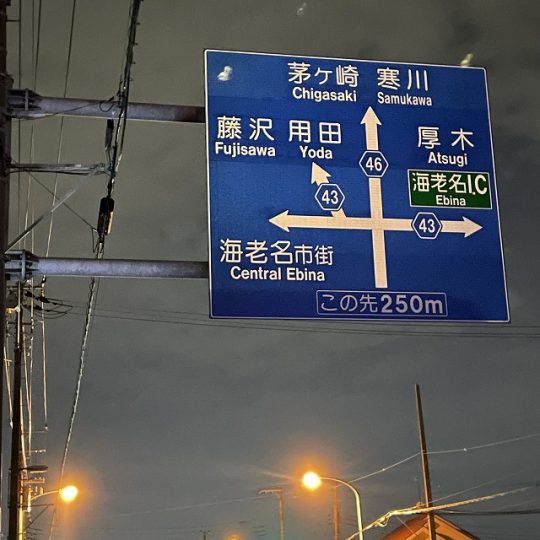 茅ヶ崎 寒川
Chigasaki Samukawa
藤沢 用田
Fujisawa Yoda
厚木
Atsugi
46
海老名I.C
Ebina
43
43
海老名市街
Central Ebina
この先250m